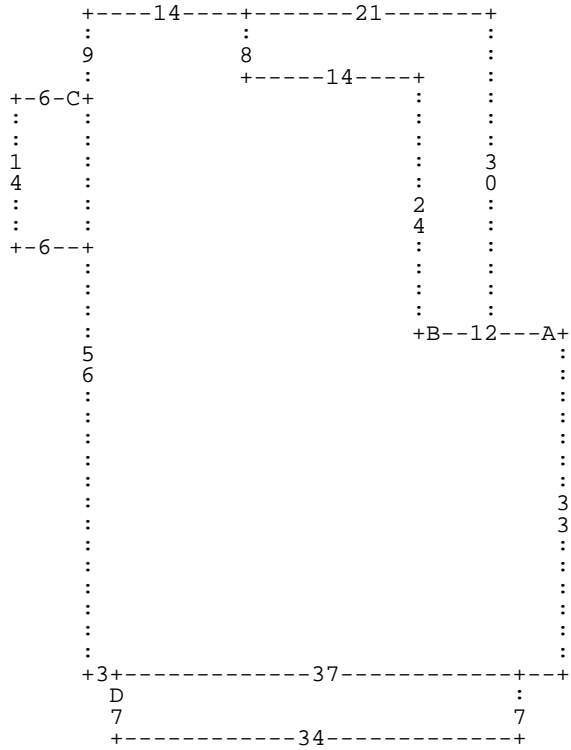 +----14----+-------21-------+
: : :
9 8 :
: +-----14----+ :
+-6-C+ : :
: : : :
: : : :
1 : : 3
4 : : 0
: : 2 :
: : 4 :
+-6--+ : :
: : :
: : :
: : :
: +B--12---A+
5 :
6 :
: :
: :
: :
: :
: :
: 3
: 3
: :
: :
: :
: :
: :
: :
+3+-------------37------------+--+
D :
7 7
+------------34-------------+